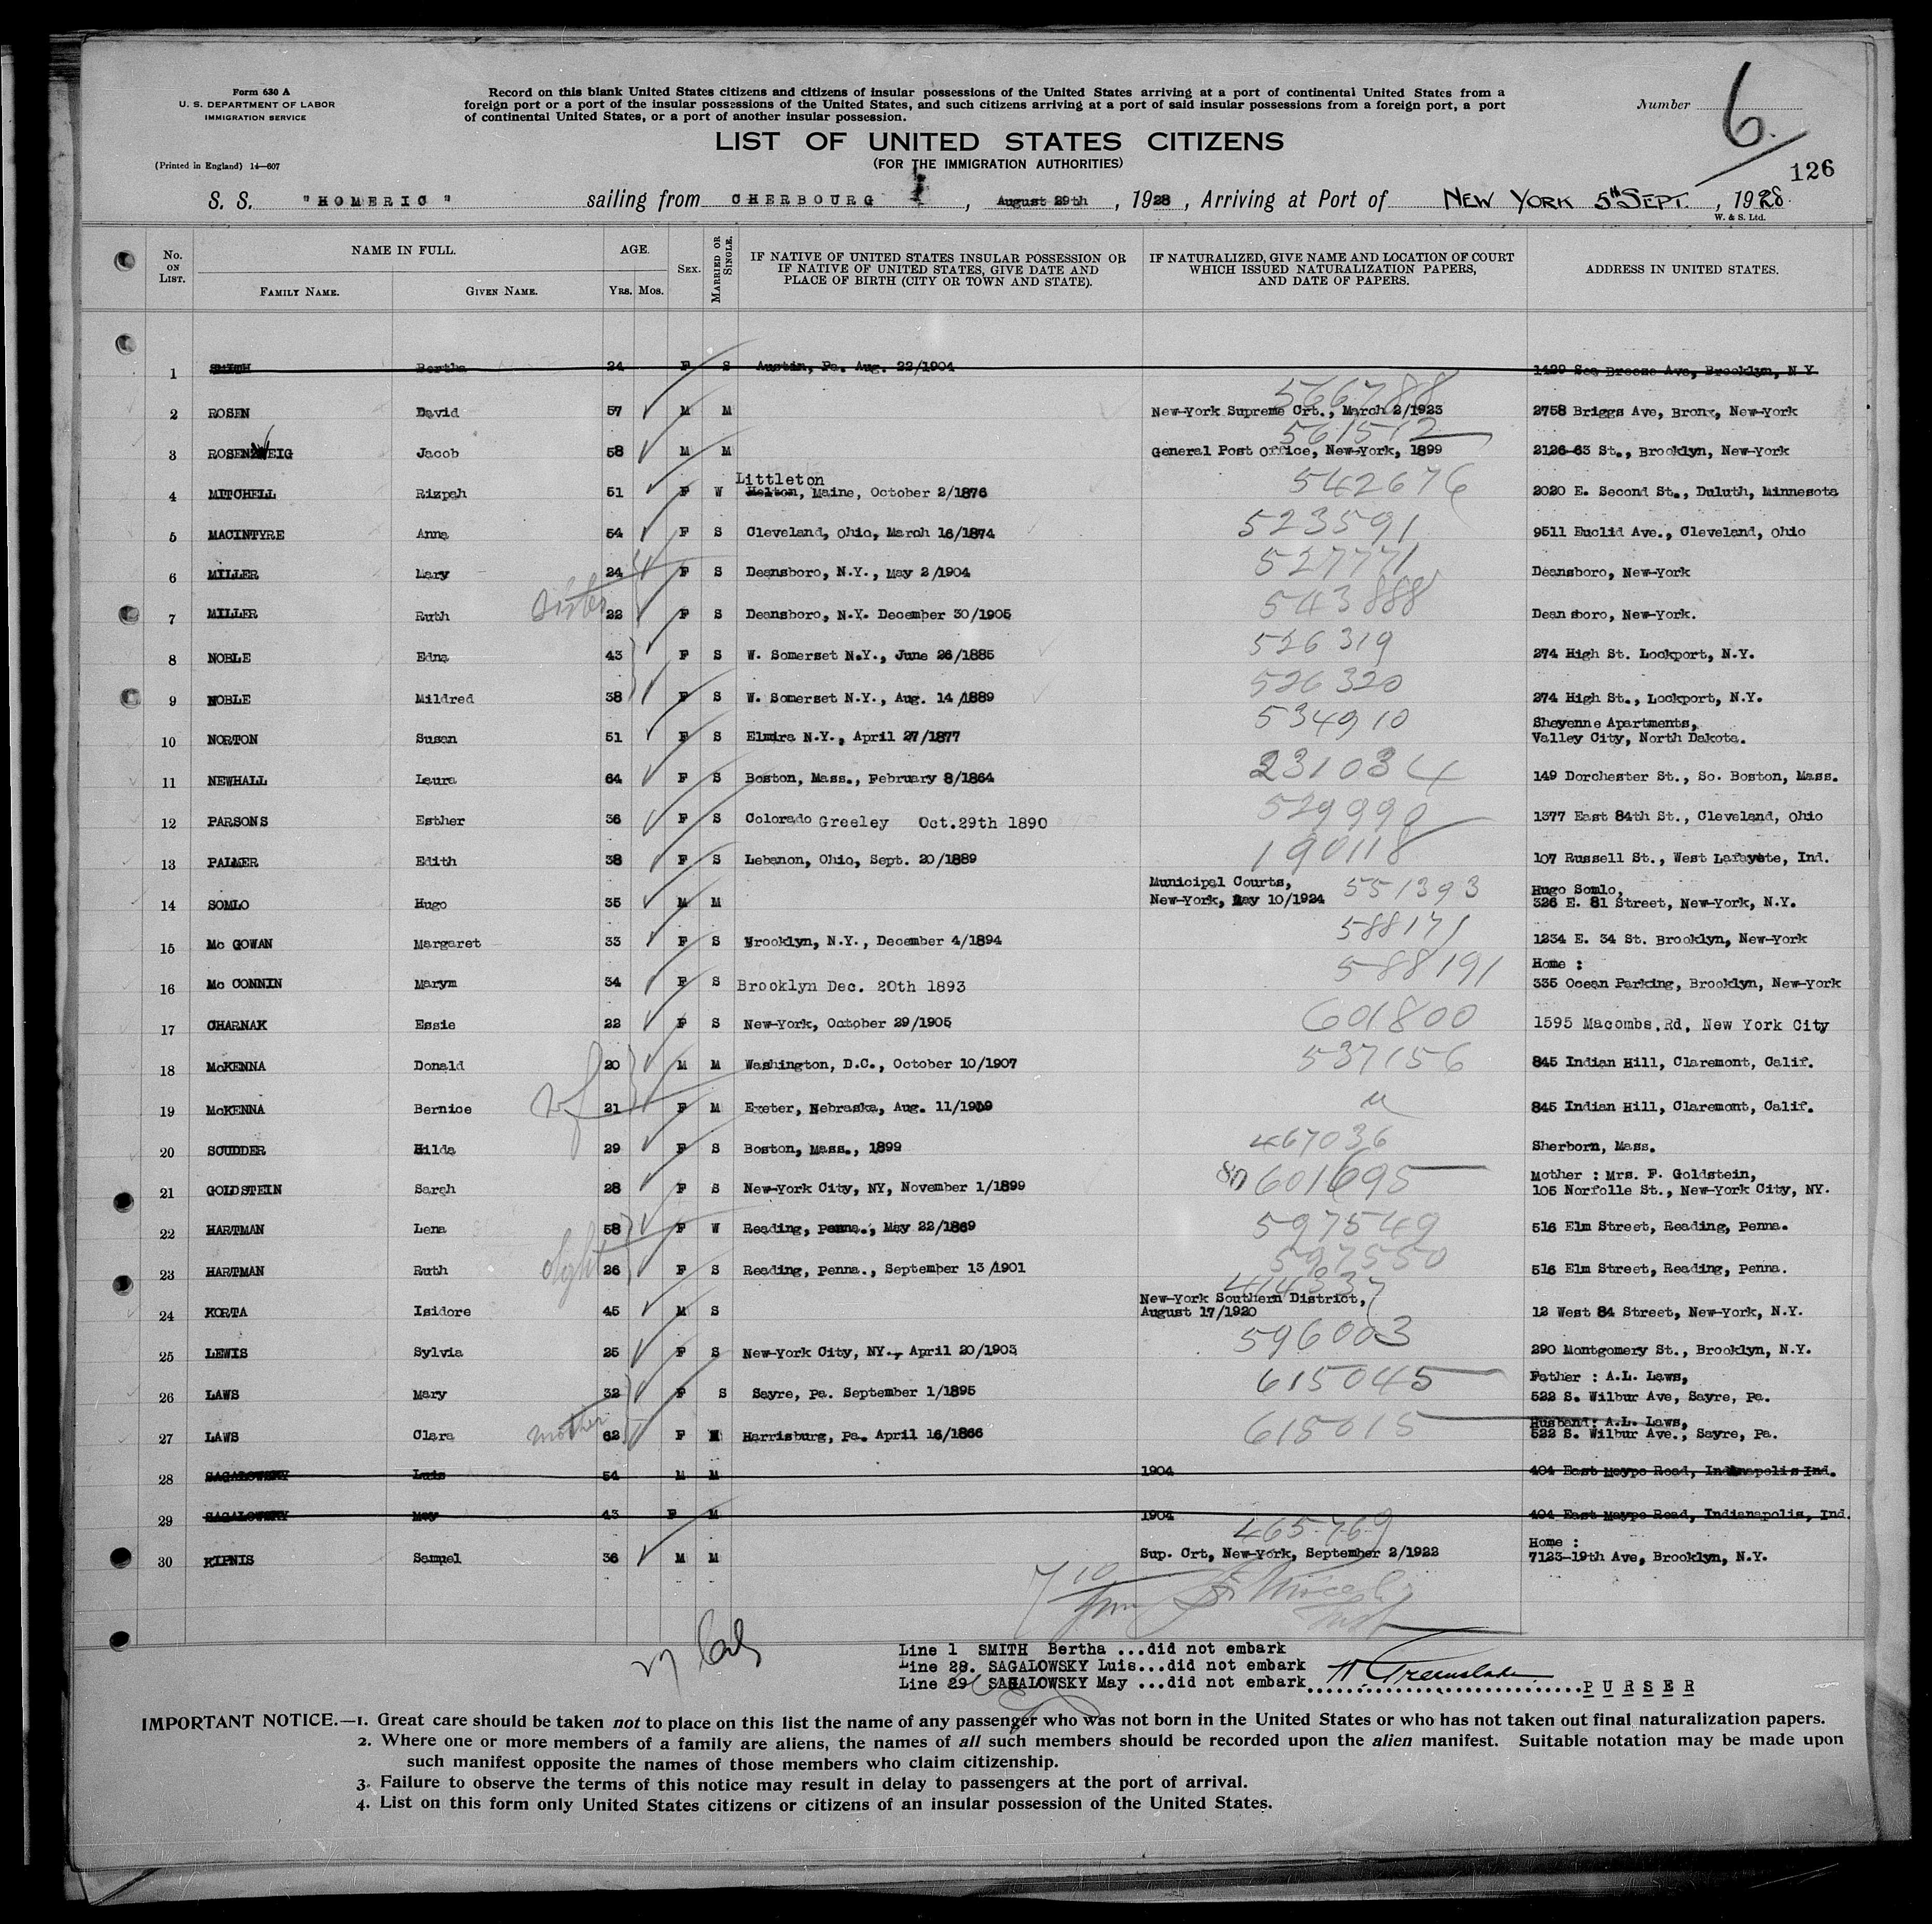 Form 630 A
U. S. DEPARTMENT OF LABOR
IMMIGRATION SERVICE
(Printed in England) 14—607
Record on this blank United States citizens and citizens of insular possessions of the United States arriving at a port of continental United States from a
foreign port or a port of the insular possessions of the United States, and such citizens arriving at a port of said insular possessions from a foreign port, a port
of continental United States, or a port of another insular possession.
Number 6.
LIST OF UNITED STATES CITIZENS
(FOR THE IMMIGRATION AUTHORITIES)
126
S. S. "HOMERIC" sailing from CHERBOURG, August 29th, 1928, Arriving at Port of NEW YORK 5TH SEPT., 1928.
W. & S. Ltd.
No. ON LIST. NAME IN FULL. FAMILY NAME. GIVEN NAME. AGE. YRS. MOS. SEX. MARRIED OR SINGLE. IF NATIVE OF UNITED STATES INSULAR POSSESSION OR IF NATIVE OF UNITED STATES, GIVE DATE AND PLACE OF BIRTH (CITY OR TOWN AND STATE). IF NATURALIZED, GIVE NAME AND LOCATION OF COURT WHICH ISSUED NATURALIZATION PAPERS, AND DATE OF PAPERS. ADDRESS IN UNITED STATES.
1 SMITH Bertha 24 F S Austin, Pa. Aug. 22/1904 1429 Sea Breeze Ave, Brooklyn, N.Y.
566788
2 ROSEN David 57 M M New-York Supreme Crt., March 2/1923 2758 Briggs Ave, Bronx, New-York
561512
3 ROSENZWEIG Jacob 58 M M General Post Office, New-York, 1899 2126-63 St., Brooklyn, New-York
Littleton
4 MITCHELL Rizpah 51 F W Holton, Maine, October 2/1876 542676 2020 E. Second St., Duluth, Minnesota
5 MACINTYRE Anna 54 F S Cleveland, Ohio, March 16/1874 523591 9511 Euclid Ave., Cleveland, Ohio
6 MILLER Mary 24 F S Deansboro, N.Y., May 2/1904 527771 Deansboro, New-York
7 MILLER Ruth sister 22 F S Deansboro, N.Y. December 30/1905 543888 Deansboro, New-York.
8 NOBLE Edna 43 F S W. Somerset N.Y., June 26/1885 526319 274 High St. Lockport, N.Y.
9 NOBLE Mildred 38 F S W. Somerset N.Y., Aug. 14/1889 526320 274 High St., Lockport, N.Y.
10 NORTON Susan 51 F S Elmira N.Y., April 27/1877 534910 Sheyenne Apartments, Valley City, North Dakota.
11 NEWHALL Laura 64 F S Boston, Mass., February 8/1864 231034 149 Dorchester St., So. Boston, Mass.
12 PARSONS Esther 36 F S Colorado Greeley Oct.29th 1890 529990 1377 East 84th St., Cleveland, Ohio
13 PALMER Edith 38 F S Lebanon, Ohio, Sept. 20/1889 190118 107 Russell St., West Lafayete, Ind.
14 SOMLO Hugo 35 M M Municipal Courts, New-York, May 10/1924 551393 Hugo Somlo, 326 E. 81 Street, New-York, N.Y.
15 Mc GOWAN Margaret 33 F S Brooklyn, N.Y., December 4/1894 588171 1234 E. 34 St. Brooklyn, New-York
16 Mc CONNIN Marym 34 F S Brooklyn Dec. 20th 1893 588191 Home : 335 Ocean Parking, Brooklyn, New-York
17 CHARNAK Essie 22 F S New-York, October 29/1905 601800 1595 Macombs.Rd, New York City
18 McKENNA Donald 20 M M Washington, D.C., October 10/1907 537156 845 Indian Hill, Claremont, Calif.
19 McKENNA Bernice wf 21 F M Exeter, Nebraska, Aug. 11/1909 " 845 Indian Hill, Claremont, Calif.
20 SCUDDER Hilda 29 F S Boston, Mass., 1899 467036 Sherborn, Mass.
21 GOLDSTEIN Sarah 28 F S New-York City, NY, November 1/1899 601695 Mother : Mrs. F. Goldstein, 105 Norfolle St., New-York City, NY.
22 HARTMAN Lena 58 F W Reading, Penna., May 22/1869 597549 516 Elm Street, Reading, Penna.
23 HARTMAN Ruth dght 26 F S Reading, Penna., September 13/1901 597550 516 Elm Street, Reading, Penna.
24 KORTA Isidore 45 M S New-York Southern District, August 17/1920 12 West 84 Street, New-York, N.Y.
25 LEWIS Sylvia 25 F S New-York City, NY., April 20/1903 596003 290 Montgomery St., Brooklyn, N.Y.
26 LAWS Mary 32 F S Sayre, Pa. September 1/1895 615045 Father : A.L. Laws, 522 S. Wilbur Ave, Sayre, Pa.
27 LAWS Clara mother 62 F M Harrisburg, Pa. April 16/1866 615015 Husband: A.L. Laws, 522 S. Wilbur Ave., Sayre, Pa.
28 SAGALOWSKY Luis 54 M M 1904 404 East Maype Road, Indianapolis Ind.
29 SAGALOWSKY May 43 F M 1904 404 East Maype Road, Indianapolis, Ind.
465769
30 KIPNIS Samuel 36 M M Sup. Crt, New-York, September 2/1922 Home : 7123-19th Ave, Brooklyn, N.Y.
Line 1 SMITH Bertha ...did not embark
Line 28. SAGALOWSKY Luis...did not embark
Line 29 SAGALOWSKY May ...did not embark PURSER
IMPORTANT NOTICE.—1. Great care should be taken not to place on this list the name of any passenger who was not born in the United States or who has not taken out final naturalization papers.
2. Where one or more members of a family are aliens, the names of all such members should be recorded upon the alien manifest. Suitable notation may be made upon
such manifest opposite the names of those members who claim citizenship.
3. Failure to observe the terms of this notice may result in delay to passengers at the port of arrival.
4. List on this form only United States citizens or citizens of an insular possession of the United States.